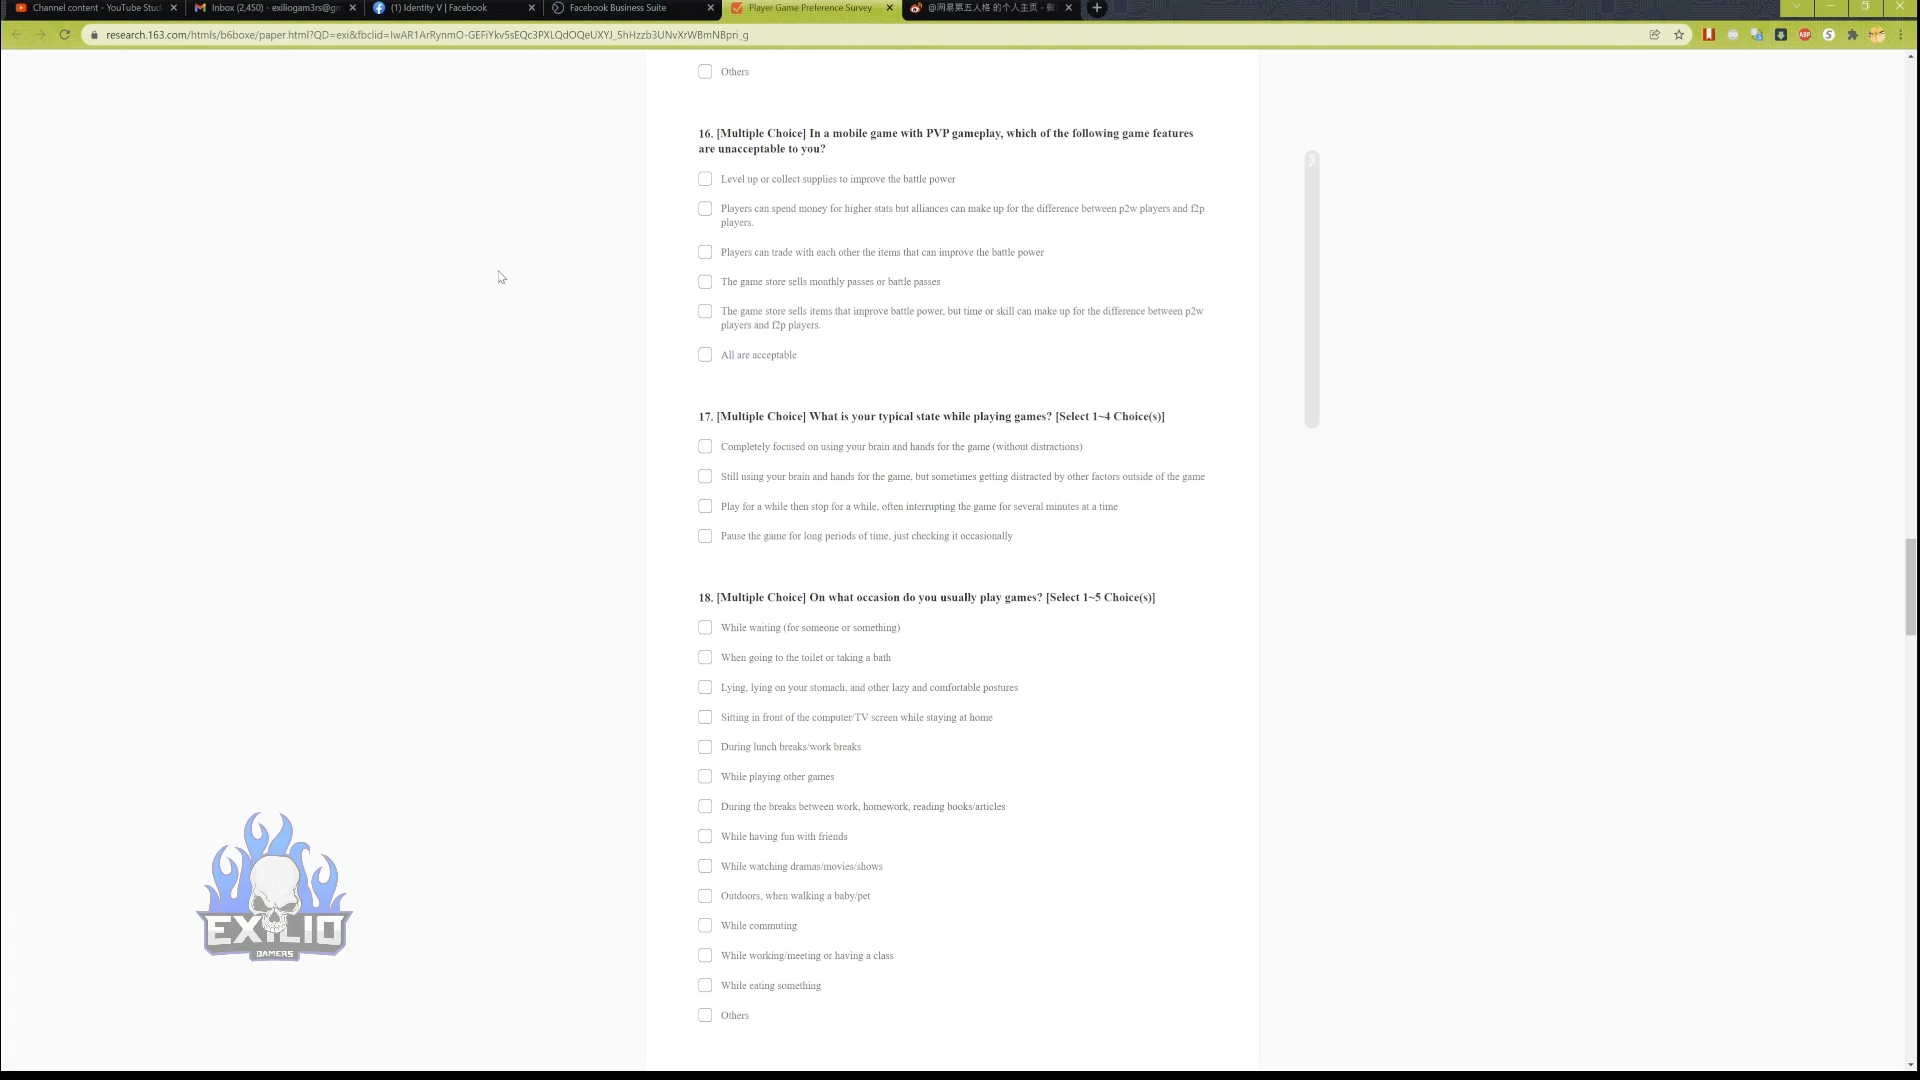 Channel content - YouTube Stud
Inbox (2,450) - exiliogam3rs@gm
(1) Identity V | Facebook
Facebook Business Suite
Player Game Preference Survey
@网易第五人格 的个人主页 - 微
research.163.com/htmls/b6boxe/paper.html?QD=exi&fbclid=IwAR1ArRynmO-GEFiYkv5sEQc3PXLQdOQeUXYJ_5hHzzb3UNvXrWBmNBpri_g
ABP
Others
16. [Multiple Choice] In a mobile game with PVP gameplay, which of the following game features
are unacceptable to you?
Level up or collect supplies to improve the battle power
Players can spend money for higher stats but alliances can make up for the difference between p2w players and f2p
players.
Players can trade with each other the items that can improve the battle power
The game store sells monthly passes or battle passes
The game store sells items that improve battle power, but time or skill can make up for the difference between p2w
players and f2p players.
All are acceptable
17. [Multiple Choice] What is your typical state while playing games? [Select 1~4 Choice(s)]
Completely focused on using your brain and hands for the game (without distractions)
Still using your brain and hands for the game, but sometimes getting distracted by other factors outside of the game
Play for a while then stop for a while, often interrupting the game for several minutes at a time
Pause the game for long periods of time, just checking it occasionally
18. [Multiple Choice] On what occasion do you usually play games? [Select 1~5 Choice(s)]
While waiting (for someone or something)
When going to the toilet or taking a bath
Lying, lying on your stomach, and other lazy and comfortable postures
Sitting in front of the computer/TV screen while staying at home
During lunch breaks/work breaks
While playing other games
During the breaks between work, homework, reading books/articles
While having fun with friends
While watching dramas/movies/shows
Outdoors, when walking a baby/pet
While commuting
While working/meeting or having a class
While eating something
Others
EXILIO
GAMERS